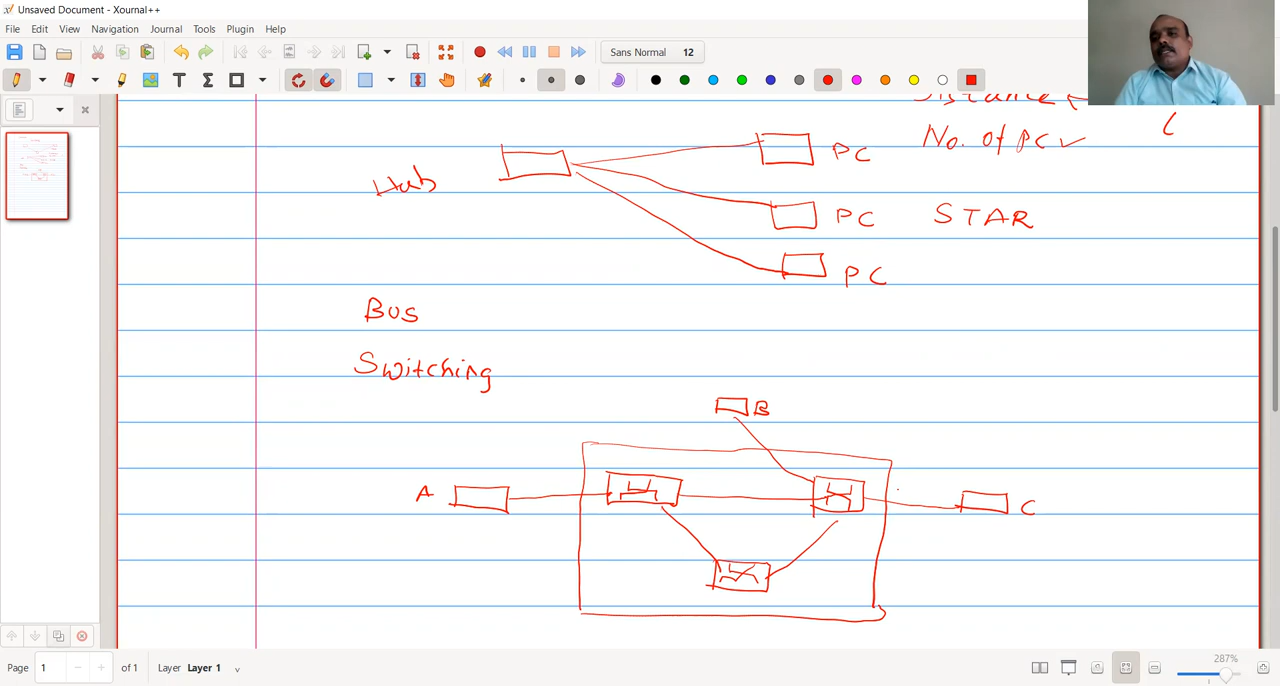 Unsaved Document - Xournal++
File Edit View Navigation Journal Tools Plugin Help
Sans Normal 12
Distance
No. of PC ✓
Hub
PC
PC STAR
PC
Bus
Switching
B
A
C
Page 1 of 1 Layer Layer 1
287%